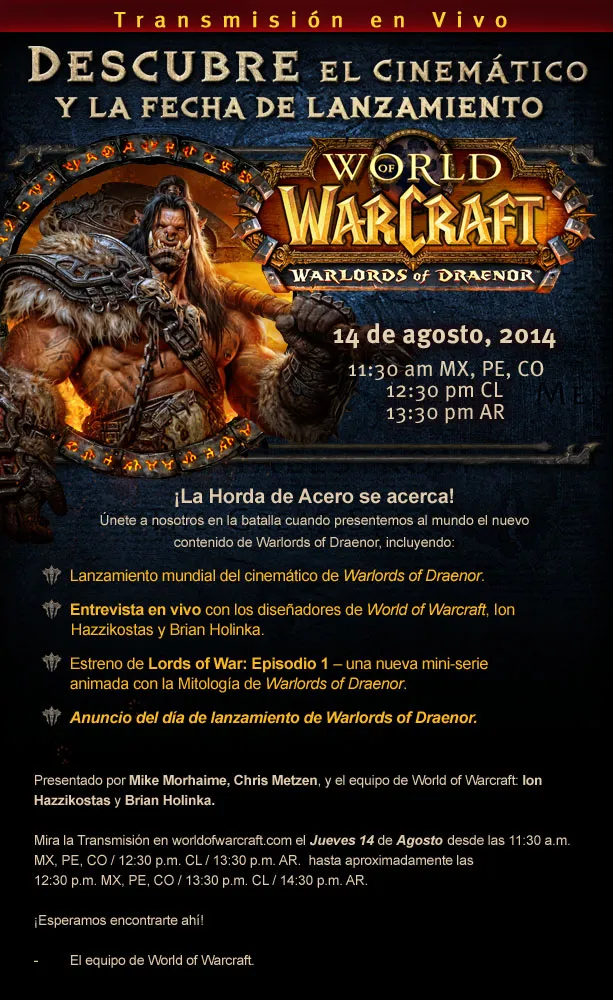 Transmisión en Vivo
DESCUBRE EL CINEMÁTICO
Y LA FECHA DE LANZAMIENTO
WORLD
OF
WARCRAFT
WARLORDS OF DRAENOR™
14 de agosto, 2014
11:30 am MX, PE, CO
12:30 pm CL
13:30 pm AR
¡La Horda de Acero se acerca!
Únete a nosotros en la batalla cuando presentemos al mundo el nuevo
contenido de Warlords of Draenor, incluyendo:
Lanzamiento mundial del cinemático de Warlords of Draenor.
Entrevista en vivo con los diseñadores de World of Warcraft, Ion
Hazzikostas y Brian Holinka.
Estreno de Lords of War: Episodio 1 – una nueva mini-serie
animada con la Mitología de Warlords of Draenor.
Anuncio del día de lanzamiento de Warlords of Draenor.
Presentado por Mike Morhaime, Chris Metzen, y el equipo de World of Warcraft: Ion
Hazzikostas y Brian Holinka.
Mira la Transmisión en worldofwarcraft.com el Jueves 14 de Agosto desde las 11:30 a.m.
MX, PE, CO / 12:30 p.m. CL / 13:30 p.m. AR. hasta aproximadamente las
12:30 p.m. MX, PE, CO / 13:30 p.m. CL / 14:30 p.m. AR.
¡Esperamos encontrarte ahí!
- El equipo de World of Warcraft.